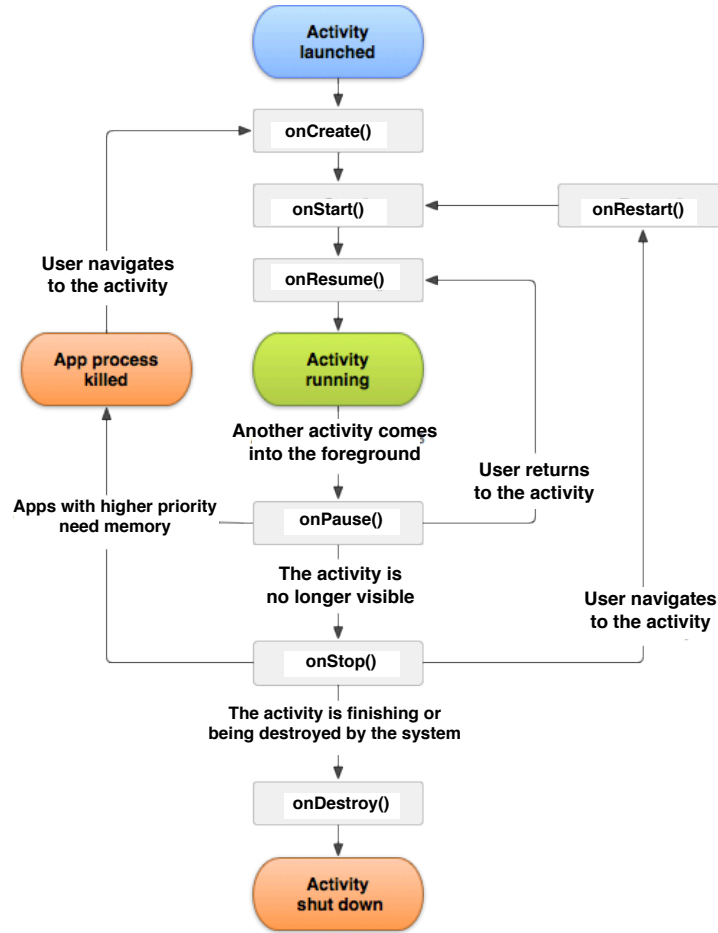 Activity
launched
onCreate()
onStart()
onRestart()
onResume()
User navigates
to the activity
App process
killed
Activity
running
Another activity comes
into the foreground
User returns
to the activity
Apps with higher priority
need memory
onPause()
The activity is
no longer visible
User navigates
to the activity
onStop()
The activity is finishing or
being destroyed by the system
onDestroy()
Activity
shut down